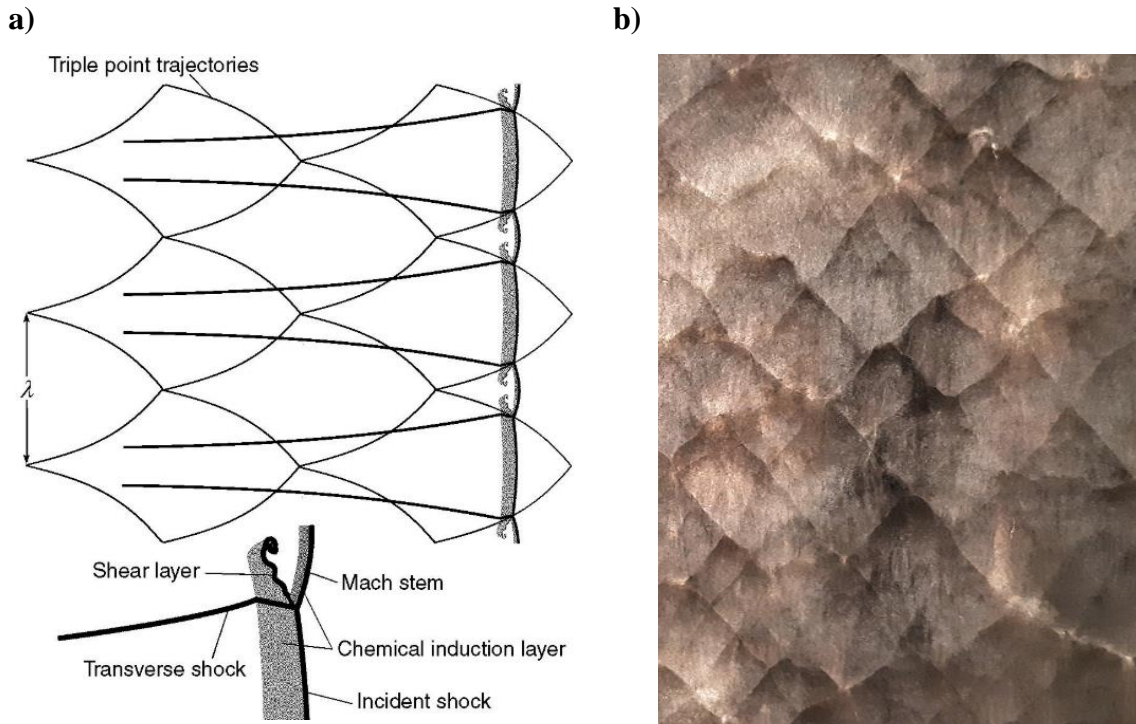 a)
b)
Triple point trajectories
λ
Shear layer
Mach stem
Chemical induction layer
Transverse shock
Incident shock